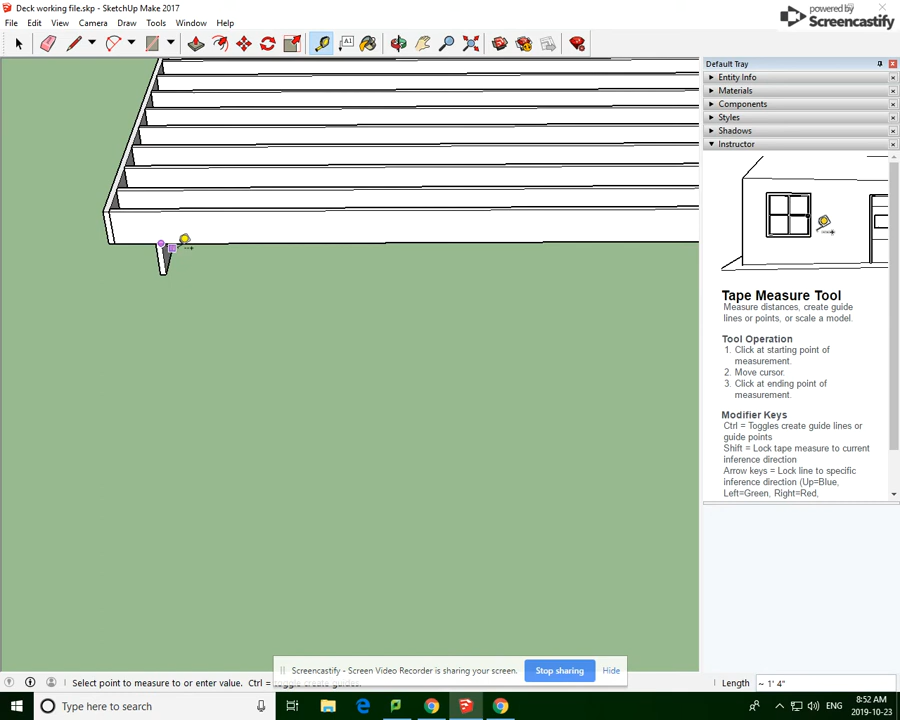 Deck working file.skp - SketchUp Make 2017
powered by
Screencastify
File Edit View Camera Draw Tools Window Help
A1
Default Tray
Entity Info
Materials
Components
Styles
Shadows
Instructor
Tape Measure Tool
Measure distances, create guide
lines or points, or scale a model.
Tool Operation
1. Click at starting point of
measurement.
2. Move cursor.
3. Click at ending point of
measurement.
Modifier Keys
Ctrl = Toggles create guide lines or
guide points
Shift = Lock tape measure to current
inference direction
Arrow keys = Lock line to specific
inference direction (Up=Blue,
Left=Green, Right=Red,
Screencastify - Screen Video Recorder is sharing your screen.
Stop sharing
Hide
Select point to measure to or enter value. Ctrl = toggle create guides.
Length ~ 1' 4"
Type here to search
ENG
8:52 AM
2019-10-23